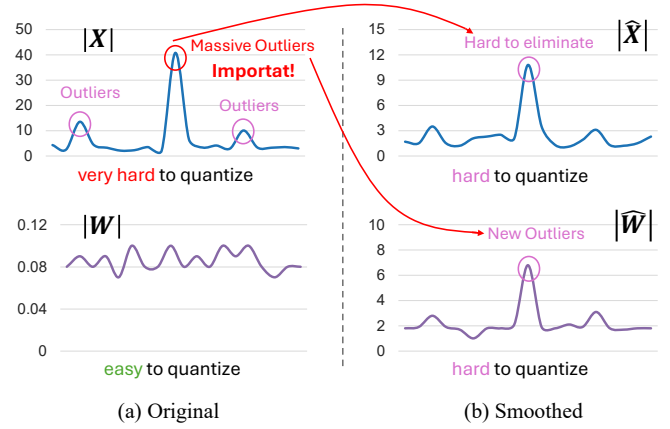 |X|
50
40
30
20
10
0
Massive Outliers
Importat!
Outliers
Outliers
very hard to quantize
|W|
0.12
0.08
0.04
0
easy to quantize
(a) Original
|X̂|
15
12
9
6
3
0
Hard to eliminate
hard to quantize
|Ŵ|
10
8
6
4
2
0
New Outliers
hard to quantize
(b) Smoothed